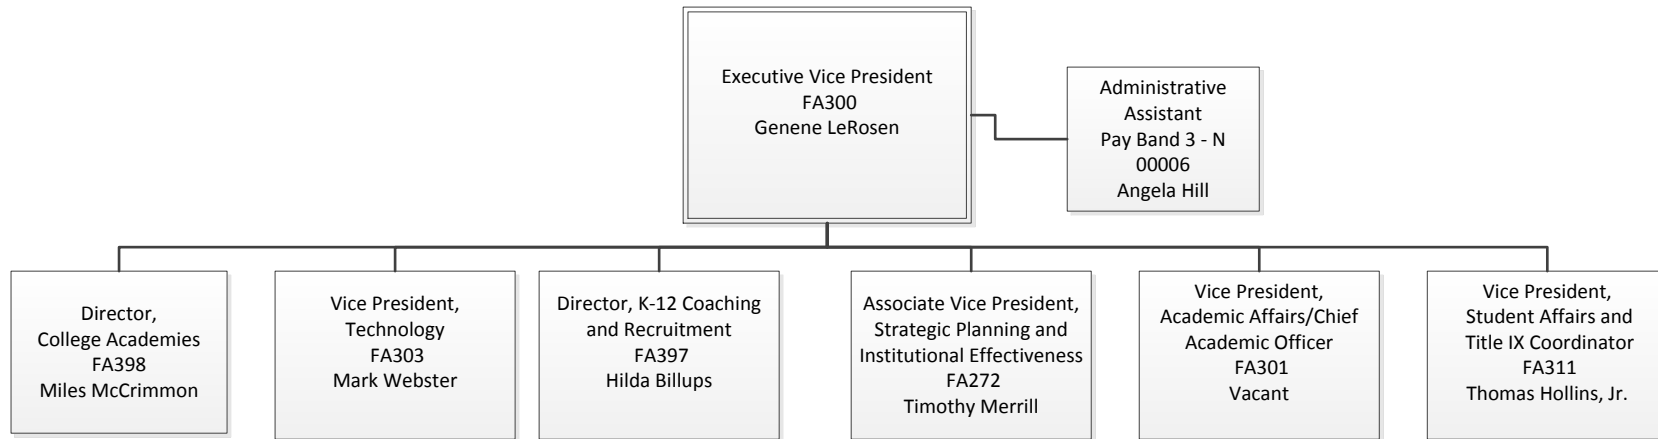 Executive Vice President
FA300
Genene LeRosen
Administrative
Assistant
Pay Band 3 - N
00006
Angela Hill
Director,
College Academies
FA398
Miles McCrimmon
Vice President,
Technology
FA303
Mark Webster
Director, K-12 Coaching
and Recruitment
FA397
Hilda Billups
Associate Vice President,
Strategic Planning and
Institutional Effectiveness
FA272
Timothy Merrill
Vice President,
Academic Affairs/Chief
Academic Officer
FA301
Vacant
Vice President,
Student Affairs and
Title IX Coordinator
FA311
Thomas Hollins, Jr.